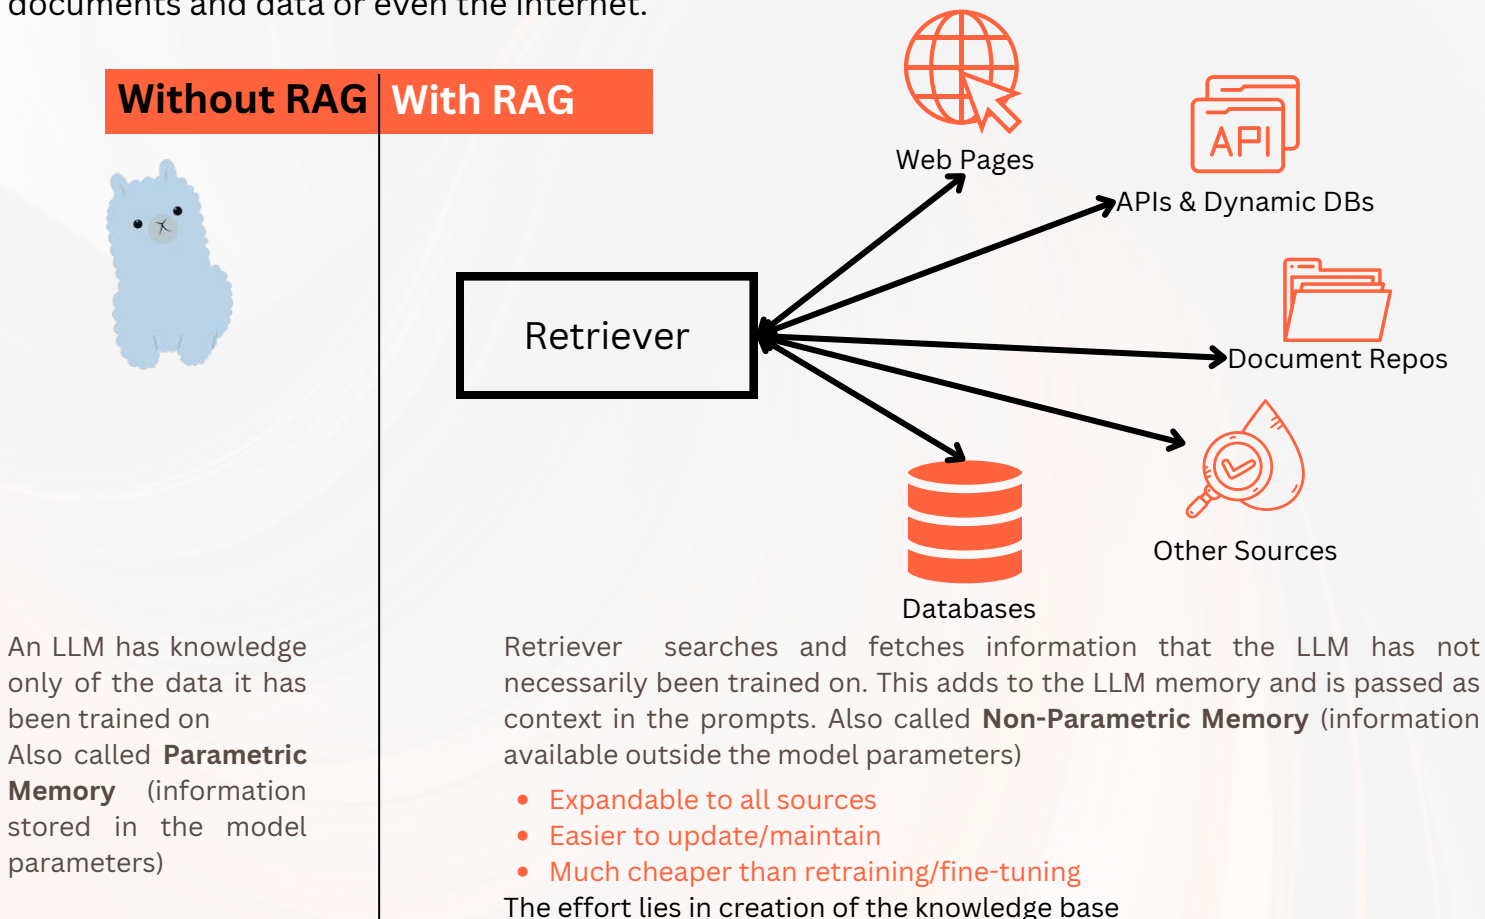 documents and data or even the internet.
Without RAG
With RAG
Web Pages
API
APIs & Dynamic DBs
Retriever
Document Repos
Other Sources
Databases
An LLM has knowledge
only of the data it has
been trained on
Also called Parametric
Memory (information
stored in the model
parameters)
Retriever searches and fetches information that the LLM has not
necessarily been trained on. This adds to the LLM memory and is passed as
context in the prompts. Also called Non-Parametric Memory (information
available outside the model parameters)
• Expandable to all sources
• Easier to update/maintain
• Much cheaper than retraining/fine-tuning
The effort lies in creation of the knowledge base